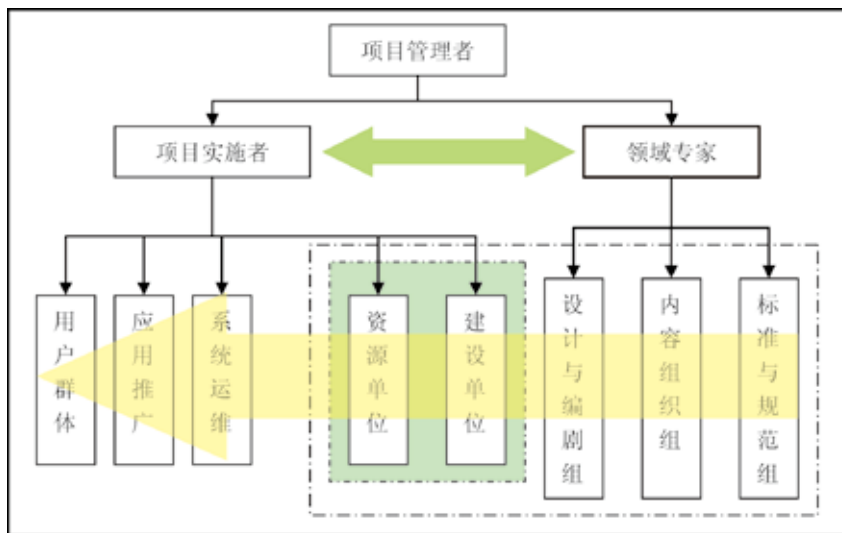 项目管理者
项目实施者
领域专家
用户群体
应用推广
系统运维
资源单位
建设单位
设计与编剧组
内容组织组
标准与规范组